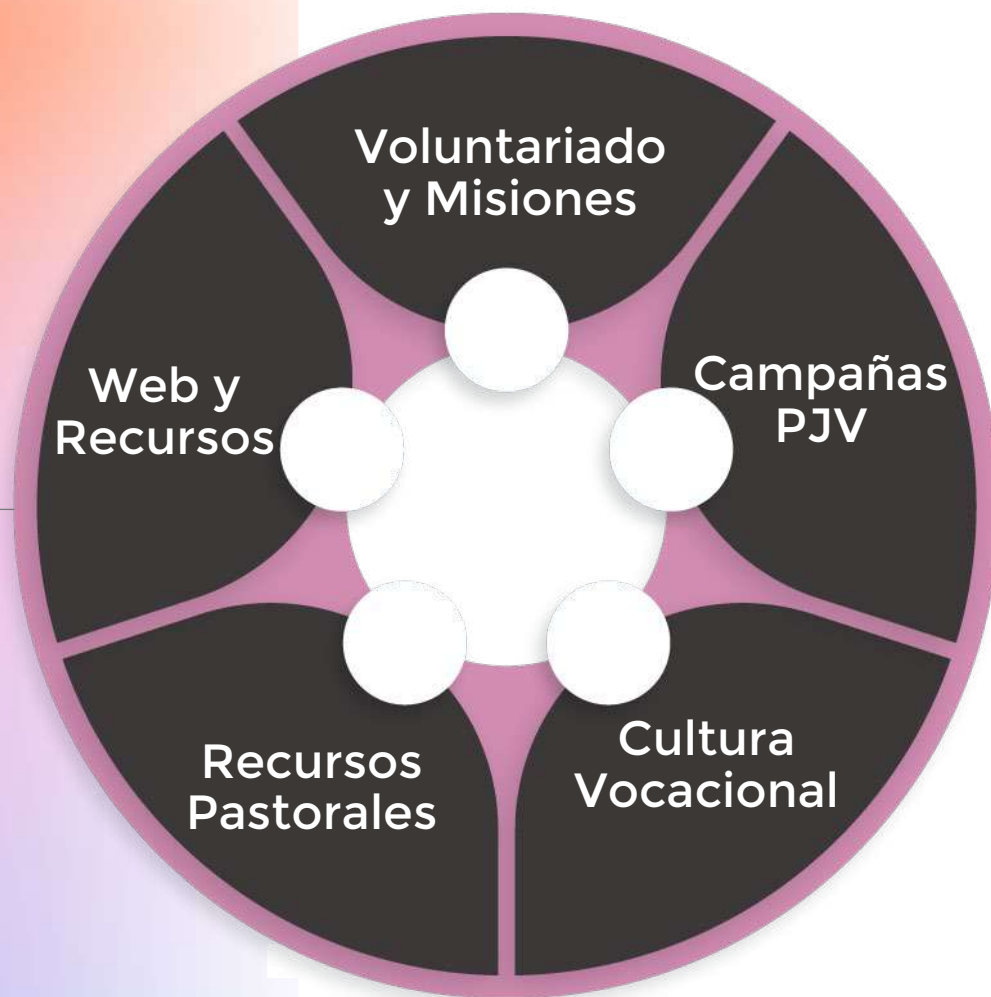 Voluntariado
y Misiones
Campañas
PJV
Cultura
Vocacional
Recursos
Pastorales
Web y
Recursos